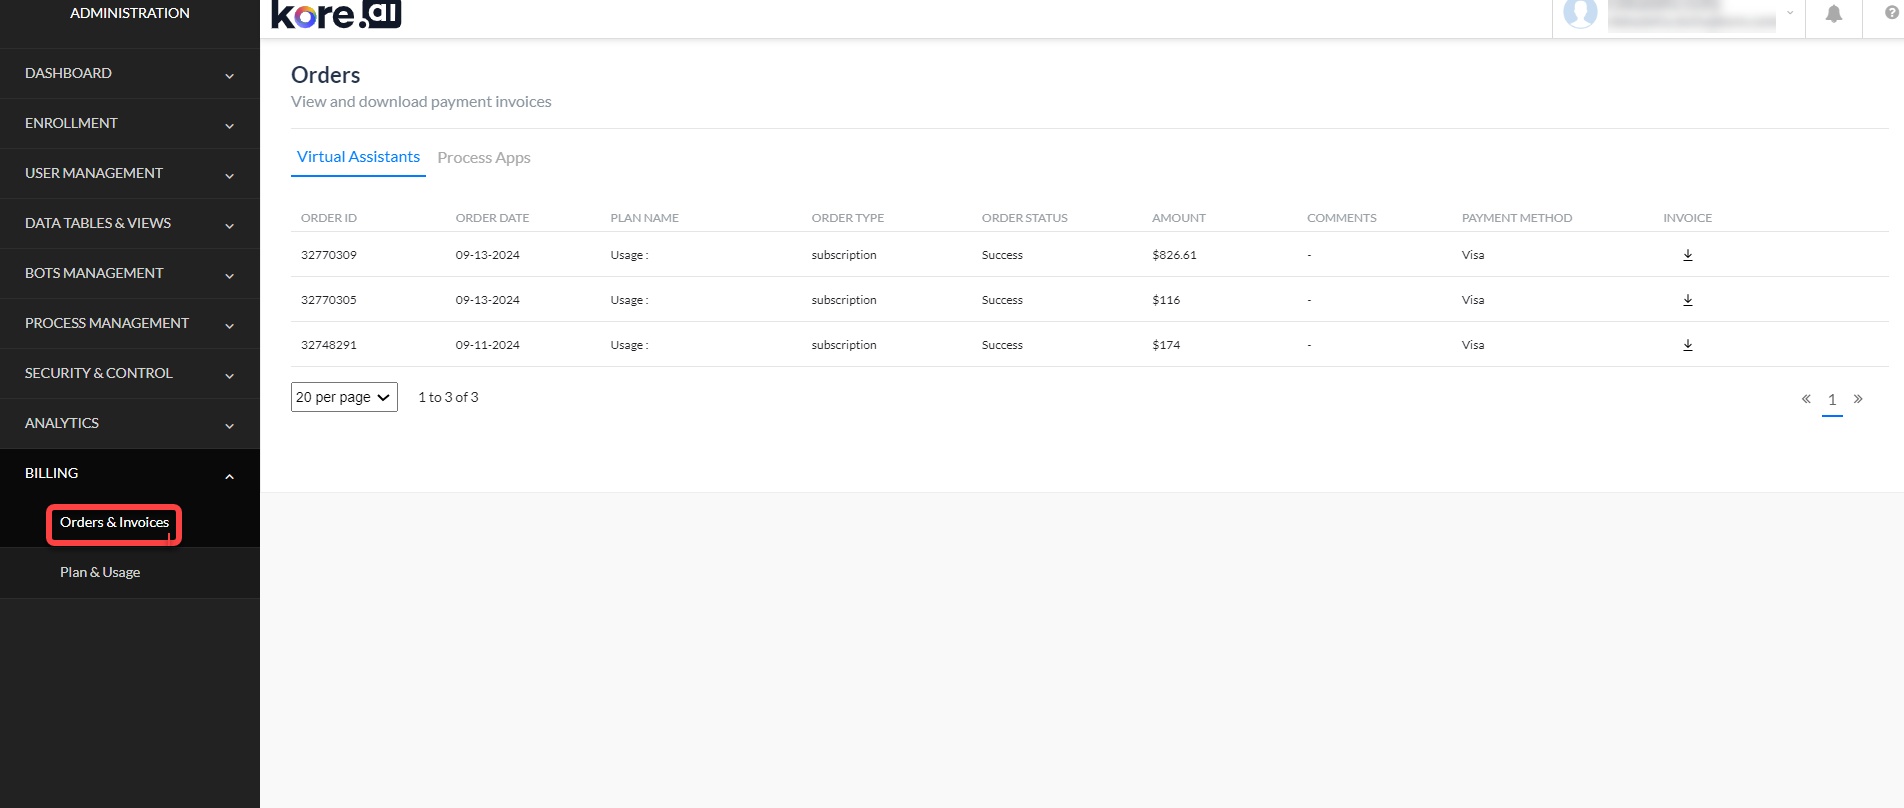 ADMINISTRATION
DASHBOARD
ENROLLMENT
USER MANAGEMENT
DATA TABLES & VIEWS
BOTS MANAGEMENT
PROCESS MANAGEMENT
SECURITY & CONTROL
ANALYTICS
BILLING
Orders & Invoices
Plan & Usage
kore.ai
Orders
View and download payment invoices
Virtual Assistants Process Apps
ORDER ID ORDER DATE PLAN NAME ORDER TYPE ORDER STATUS AMOUNT COMMENTS PAYMENT METHOD INVOICE
32770309 09-13-2024 Usage : subscription Success $826.61 - Visa
32770305 09-13-2024 Usage : subscription Success $116 - Visa
32748291 09-11-2024 Usage : subscription Success $174 - Visa
20 per page 1 to 3 of 3 « 1 »